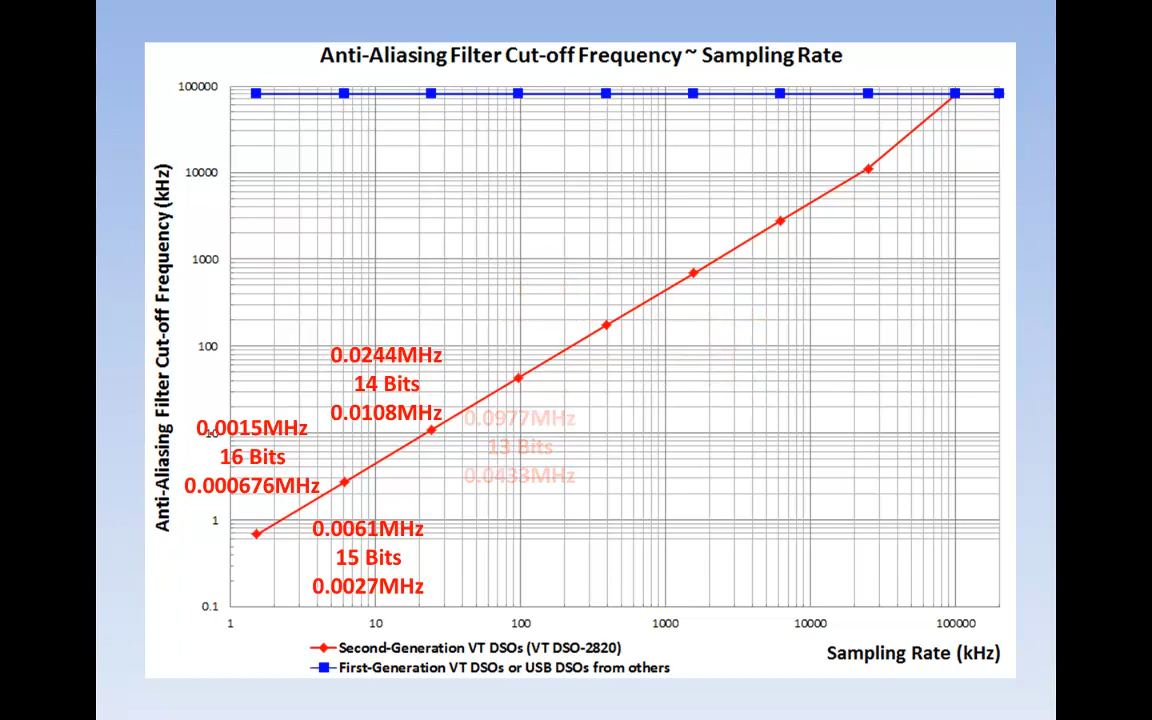 Anti-Aliasing Filter Cut-off Frequency ~ Sampling Rate
Anti-Aliasing Filter Cut-off Frequency (kHz)
100000
10000
1000
100
10
1
0.1
0.0244MHz
14 Bits
0.0108MHz
0.0015MHz
16 Bits
0.000676MHz
0.0977MHz
13 Bits
0.0433MHz
0.0061MHz
15 Bits
0.0027MHz
1 10 100 1000 10000 100000
Sampling Rate (kHz)
Second-Generation VT DSOs (VT DSO-2820)
First-Generation VT DSOs or USB DSOs from others